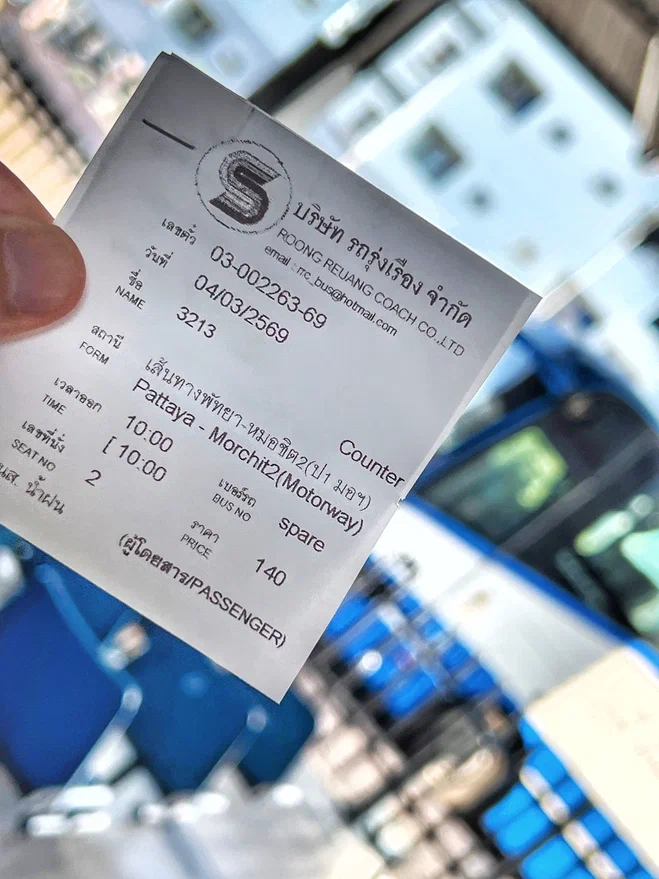 บริษัท รถรุ่งเรือง จำกัด
ROONG REUANG COACH CO.,LTD
email : rrc_bus@hotmail.com
เลขตั๋ว 03-002263-69
วันที่ 04/03/2569
ชื่อ 3213
NAME
Counter
สถานี เส้นทางพัทยา-หมอชิต2(ป1 มอฯ)
FORM Pattaya - Morchit2(Motorway)
เวลาออก 10:00 เบอร์รถ spare
TIME [ 10:00 BUS NO
เลขที่นั่ง 2 ราคา 140
SEAT NO PRICE
น้ำฝน
(ผู้โดยสาร/PASSENGER)